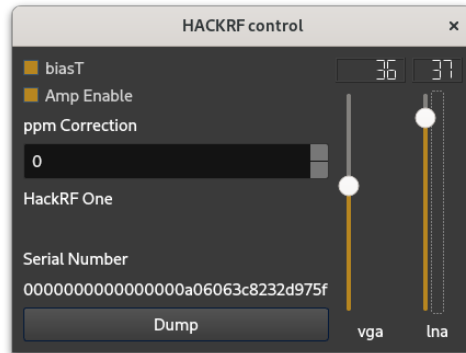 HACKRF control
×
biasT
36
37
Amp Enable
ppm Correction
0
HackRF One
Serial Number
0000000000000000a06063c8232d975f
Dump
vga
lna